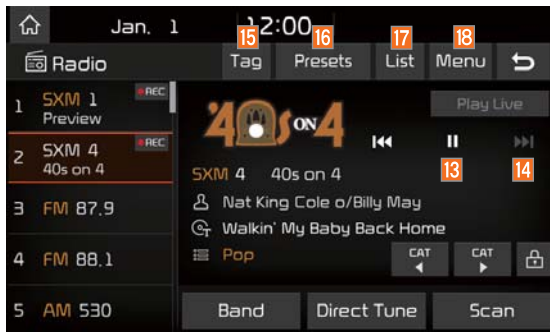 Jan. 1 12:00
15 16 17 18
Radio Tag Presets List Menu
1 SXM 1 REC
Preview
Play Live
'40s ON 4
2 SXM 4 REC
40s on 4
13 14
SXM 4 40s on 4
3 FM 87.9
Nat King Cole o/Billy May
Walkin' My Baby Back Home
4 FM 88.1
Pop
CAT CAT
5 AM 530
Band Direct Tune Scan